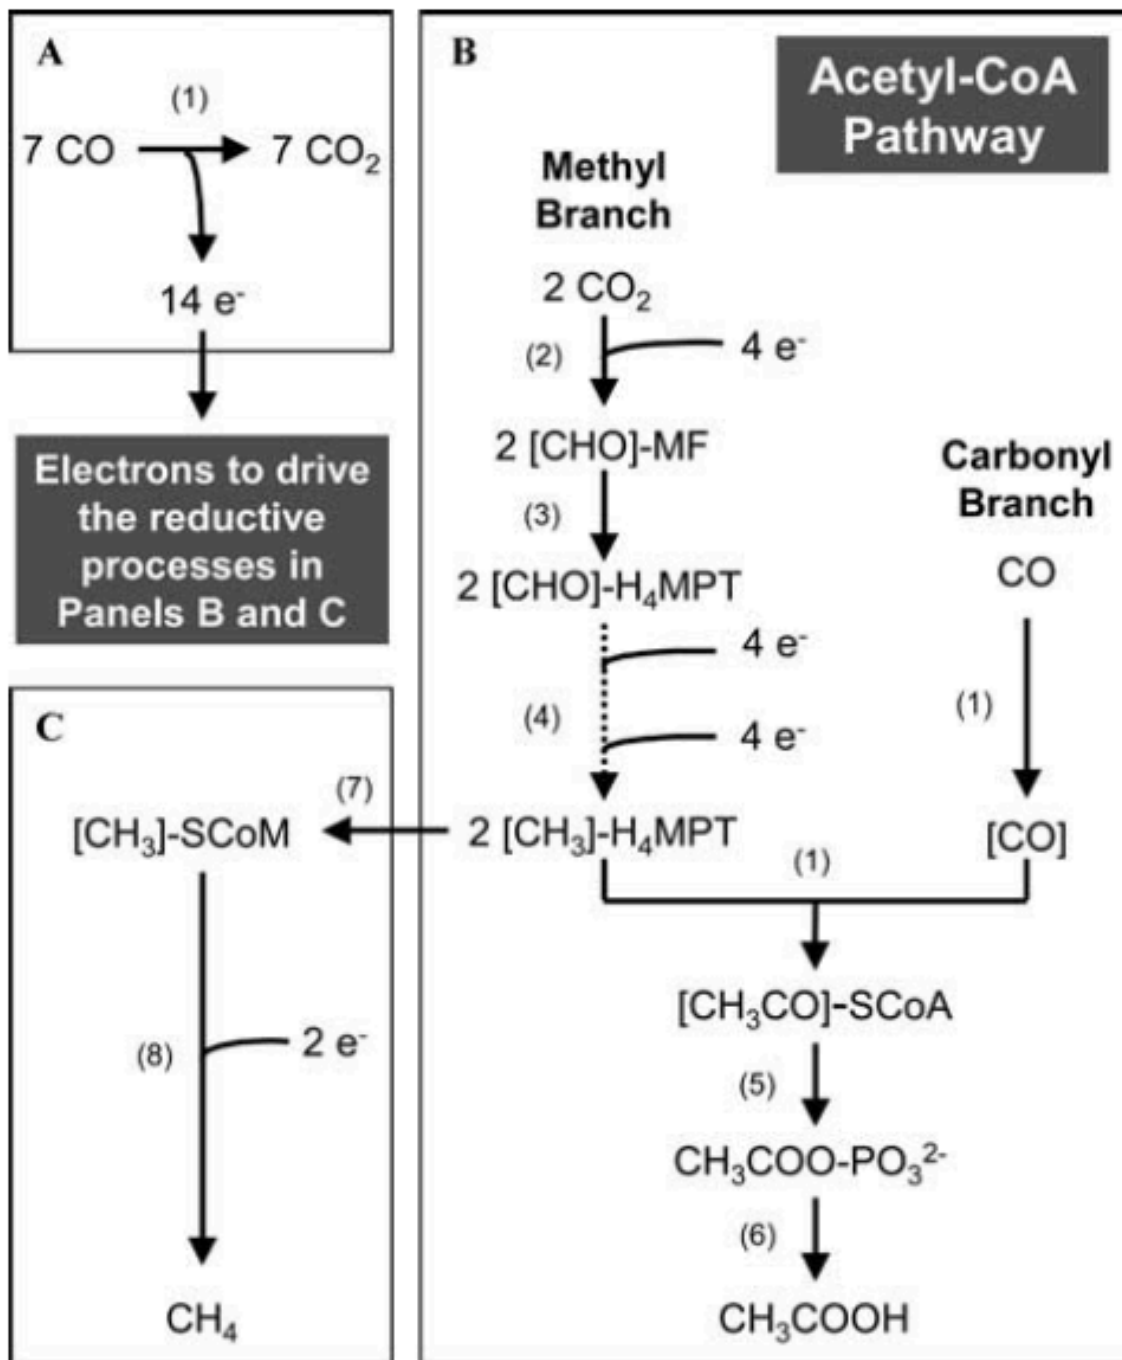 A
(1)
7 CO 7 CO₂
14 e⁻
Electrons to drive
the reductive
processes in
Panels B and C
B
Acetyl-CoA
Pathway
Methyl
Branch
2 CO₂
(2)
4 e⁻
2 [CHO]-MF
(3)
2 [CHO]-H₄MPT
4 e⁻
(4)
4 e⁻
2 [CH₃]-H₄MPT
Carbonyl
Branch
CO
(1)
[CO]
(1)
[CH₃CO]-SCoA
(5)
CH₃COO-PO₃²⁻
(6)
CH₃COOH
C
(7)
[CH₃]-SCoM
(8)
2 e⁻
CH₄